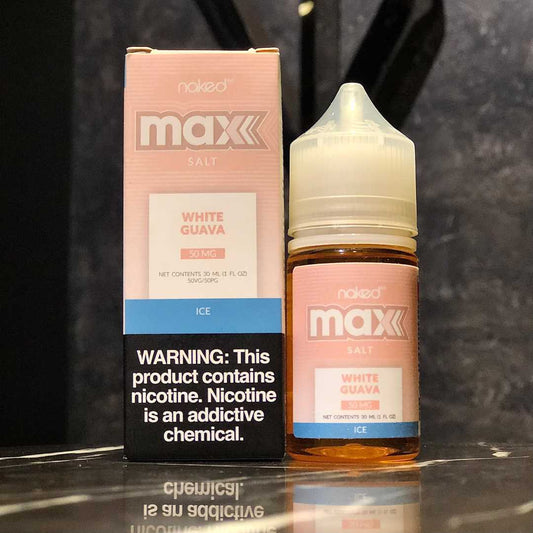 naked
max
SALT
WHITE
GUAVA
50 MG
NET CONTENTS 30 ML (1 FL OZ)
50VG/50PG
ICE
WARNING: This
product contains
nicotine. Nicotine
is an addictive
chemical.
naked
max
SALT
WHITE
GUAVA
50 MG
NET CONTENTS 30 ML (1 FL OZ)
ICE